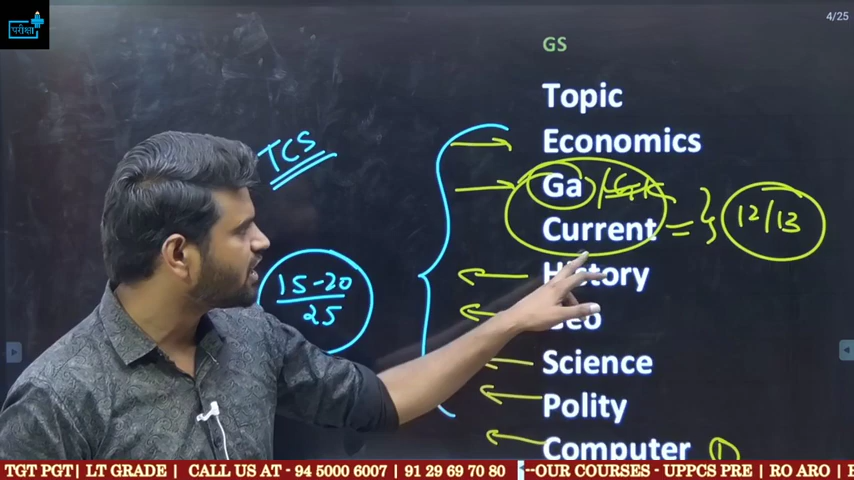 परीक्षा
4/25
GS
Topic
TCS
Economics
Ga /GK
Current = 12/13
History
15-20
25
Geo
Science
Polity
Computer 1
TGT PGT| LT GRADE | CALL US AT - 94 5000 6007 | 91 29 69 70 80 --OUR COURSES - UPPCS PRE | RO ARO |